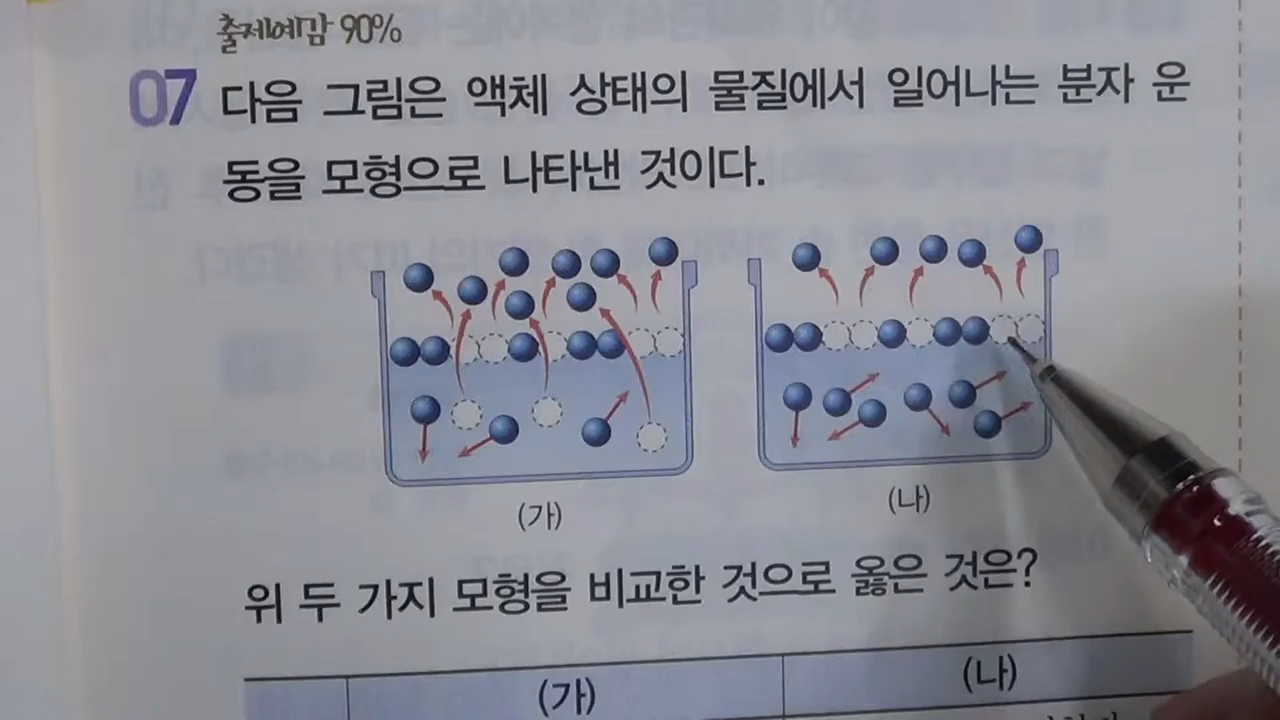 출제예감 90%
07 다음 그림은 액체 상태의 물질에서 일어나는 분자 운
동을 모형으로 나타낸 것이다.
(가)
(나)
위 두 가지 모형을 비교한 것으로 옳은 것은?
(가)
(나)